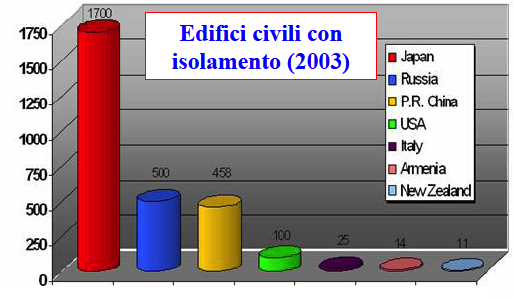 Edifici civili con
isolamento (2003)
1750
1500
1250
1000
750
500
250
0
1700
500
458
100
25
14
11
Japan
Russia
P.R. China
USA
Italy
Armenia
New Zealand